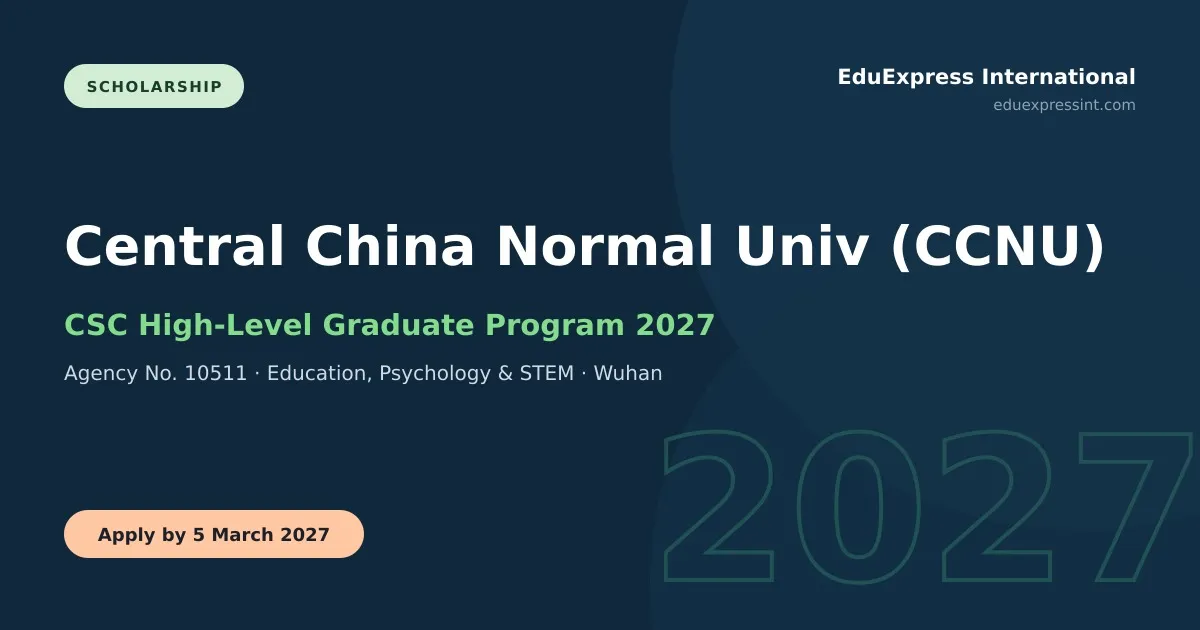 SCHOLARSHIP
EduExpress International
eduexpressint.com
Central China Normal Univ (CCNU)
CSC High-Level Graduate Program 2027
Agency No. 10511 · Education, Psychology & STEM · Wuhan
2027
Apply by 5 March 2027